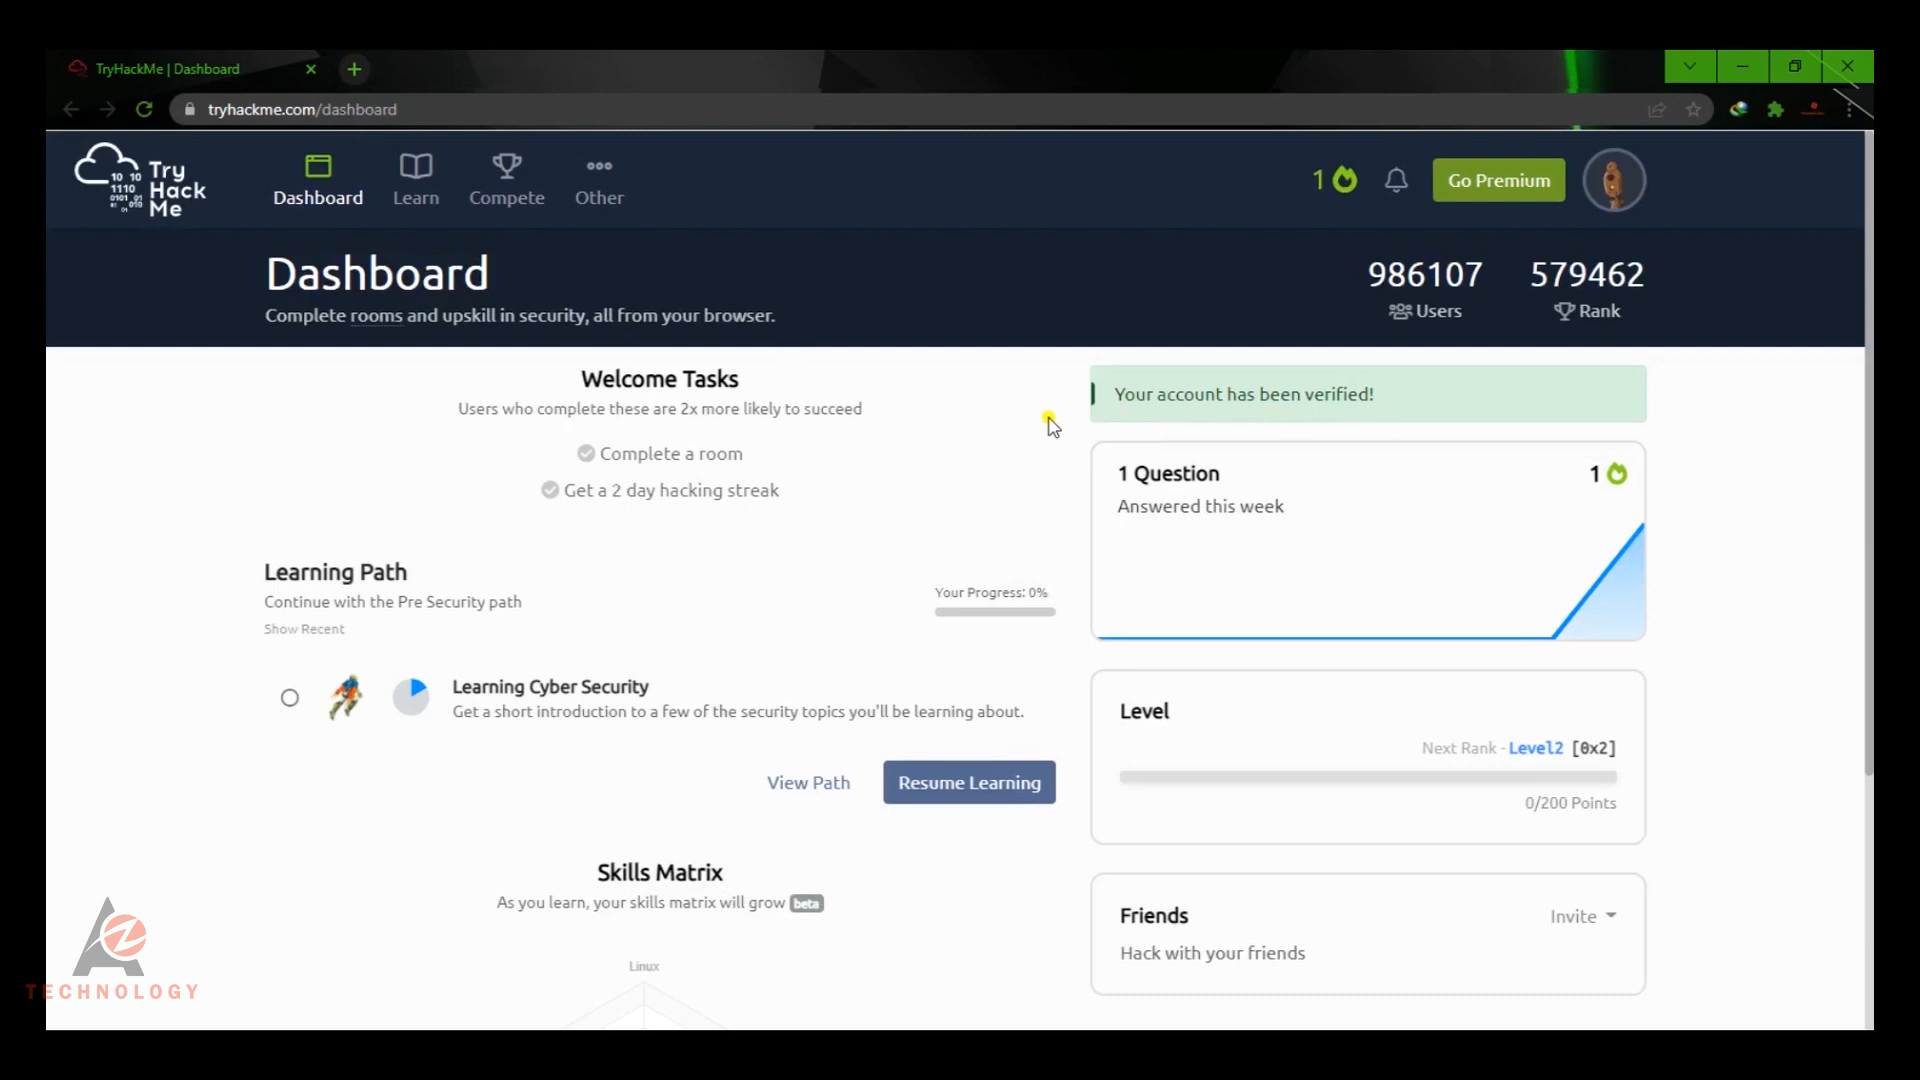 TryHackMe | Dashboard
tryhackme.com/dashboard
Try
Hack
Me
10 10
1110
0101 01
Dashboard
Learn
Compete
Other
1
Go Premium
Dashboard
Complete rooms and upskill in security, all from your browser.
986107
Users
579462
Rank
Welcome Tasks
Users who complete these are 2x more likely to succeed
Complete a room
Get a 2 day hacking streak
Learning Path
Continue with the Pre Security path
Show Recent
Your Progress: 0%
Learning Cyber Security
Get a short introduction to a few of the security topics you'll be learning about.
View Path
Resume Learning
Skills Matrix
As you learn, your skills matrix will grow beta
Linux
Your account has been verified!
1 Question
1
Answered this week
Level
Next Rank - Level2 [0x2]
0/200 Points
Friends
Invite
Hack with your friends
AZ
TECHNOLOGY